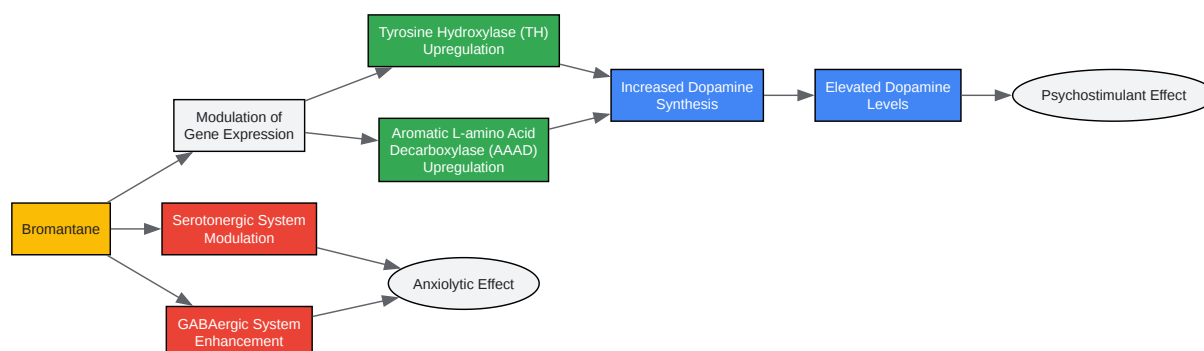 Tyrosine Hydroxylase (TH)
Upregulation
Increased Dopamine
Synthesis
Elevated Dopamine
Levels
Psychostimulant Effect
Modulation of
Gene Expression
Aromatic L-amino Acid
Decarboxylase (AAAD)
Upregulation
Bromantane
Serotonergic System
Modulation
Anxiolytic Effect
GABAergic System
Enhancement